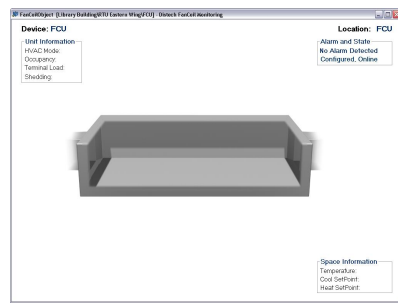 FanCoilObject [Library Building\RTU Eastern Wing\FCU] - Distech FanCoil Monitoring
Device: FCU
Location: FCU
Unit Information
HVAC Mode:
Occupancy:
Terminal Load:
Shedding:
Alarm and State
No Alarm Detected
Configured, Online
Space Information
Temperature:
Cool SetPoint:
Heat SetPoint: